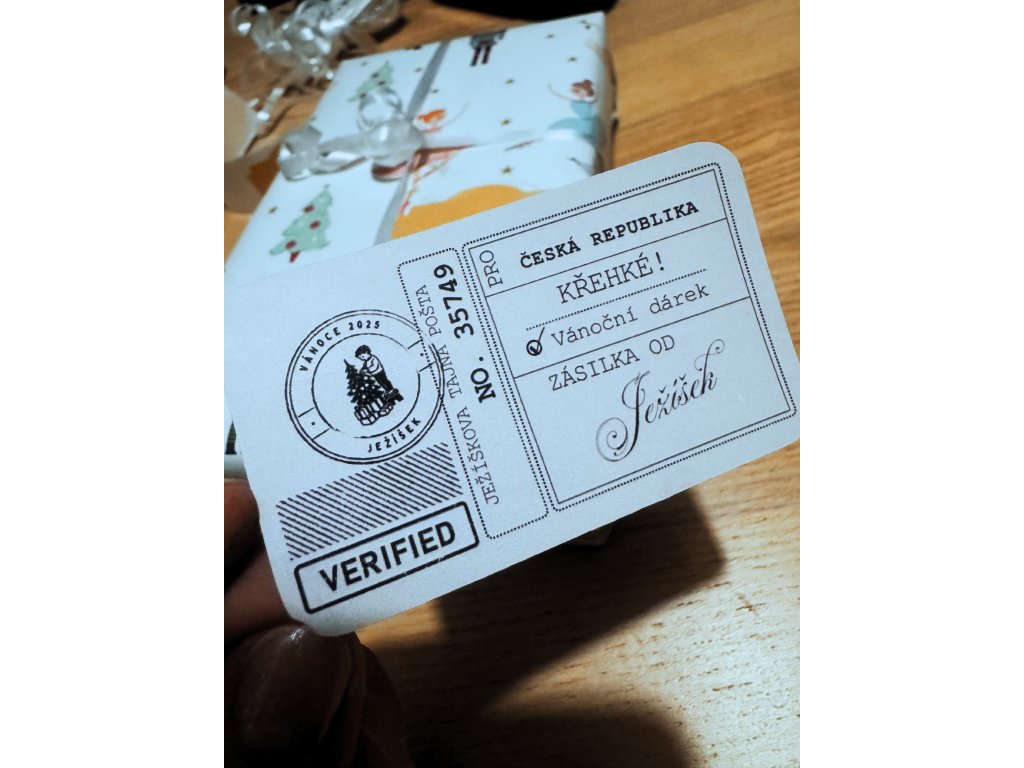 VÁNOCE 2025
JEŽÍŠEK
VERIFIED
JEŽÍŠKOVA TAJNÁ POŠTA
NO. 35749
PRO
ČESKÁ REPUBLIKA
KŘEHKÉ!
Vánoční dárek
ZÁSILKA OD
Ježíšek